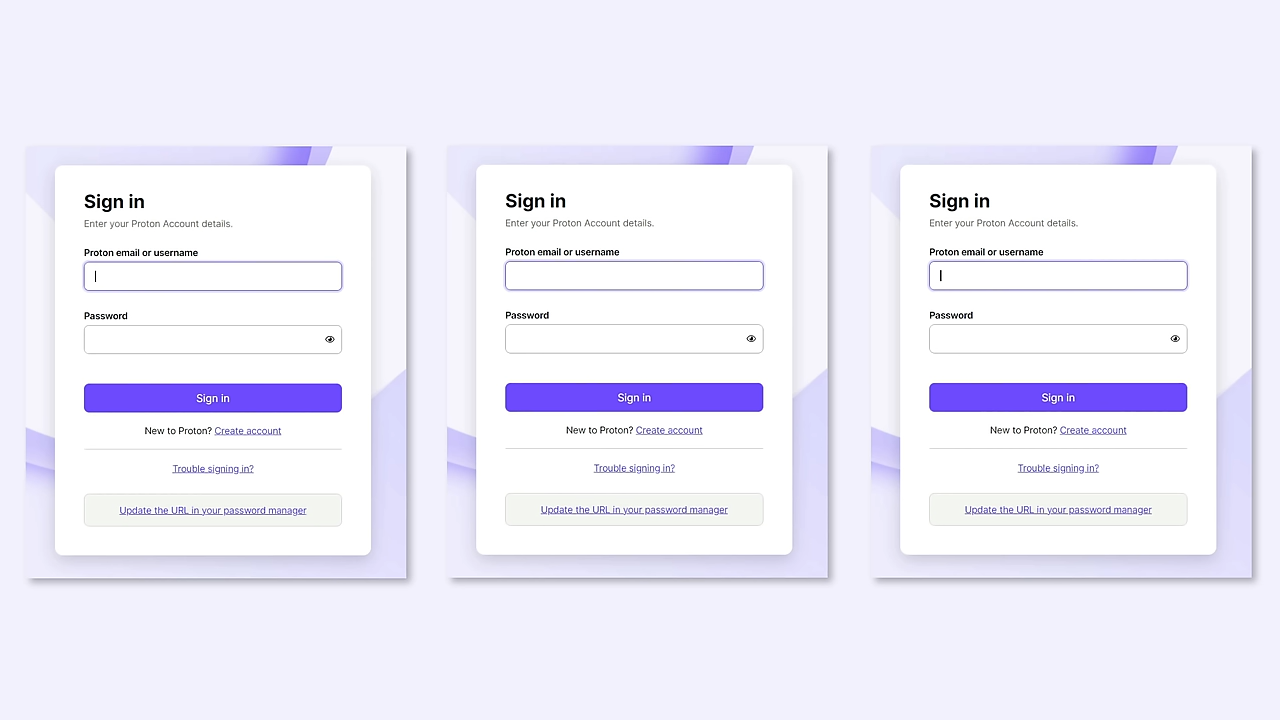 Sign in
Enter your Proton Account details.
Proton email or username
Password
Sign in
New to Proton? Create account
Trouble signing in?
Update the URL in your password manager
Sign in
Enter your Proton Account details.
Proton email or username
Password
Sign in
New to Proton? Create account
Trouble signing in?
Update the URL in your password manager
Sign in
Enter your Proton Account details.
Proton email or username
Password
Sign in
New to Proton? Create account
Trouble signing in?
Update the URL in your password manager